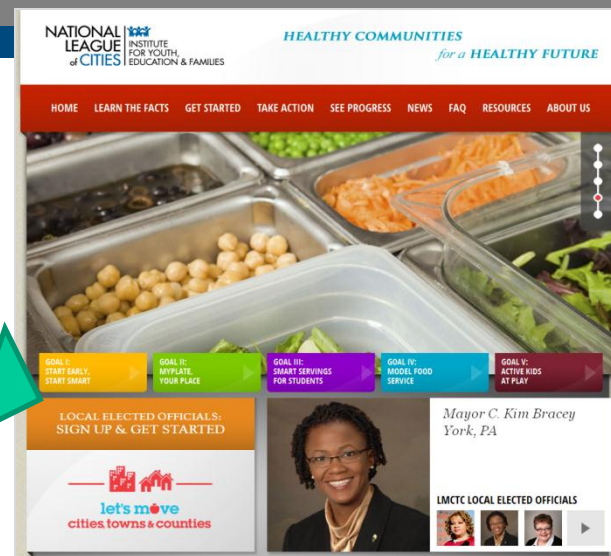 NATIONAL
LEAGUE
of CITIES
INSTITUTE
FOR YOUTH,
EDUCATION & FAMILIES
HEALTHY COMMUNITIES
for a HEALTHY FUTURE
HOME LEARN THE FACTS GET STARTED TAKE ACTION SEE PROGRESS NEWS FAQ RESOURCES ABOUT US
GOAL I:
START EARLY,
START SMART
GOAL II:
MYPLATE,
YOUR PLACE
GOAL III:
SMART SERVINGS
FOR STUDENTS
GOAL IV:
MODEL FOOD
SERVICE
GOAL V:
ACTIVE KIDS
AT PLAY
LOCAL ELECTED OFFICIALS:
SIGN UP & GET STARTED
let's move
cities, towns & counties
Mayor C. Kim Bracey
York, PA
LMCTC LOCAL ELECTED OFFICIALS